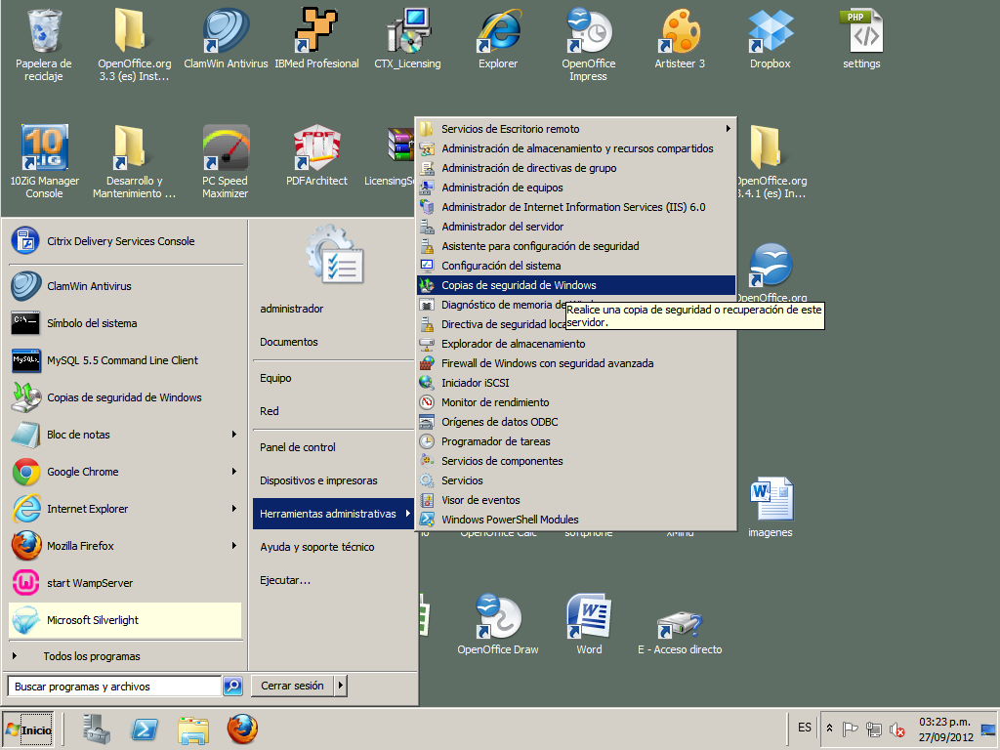 Papelera de
reciclaje
OpenOffice.org
3.3 (es) Inst...
ClamWin Antivirus
IBMed Profesional
CTX_Licensing
Explorer
OpenOffice
Impress
Artisteer 3
Dropbox
PHP
settings
10
ZiG
10ZiG Manager
Console
Desarrollo y
Mantenimiento ...
PC Speed
Maximizer
PDF
PDFArchitect
OpenOffice.org
3.4.1 (es) In...
OpenOffice.org
Servicios de Escritorio remoto
Administración de almacenamiento y recursos compartidos
Administración de directivas de grupo
Administración de equipos
Administrador de Internet Information Services (IIS) 6.0
Administrador del servidor
Asistente para configuración de seguridad
Configuración del sistema
Copias de seguridad de Windows
Diagnóstico de memoria de
Directiva de seguridad loca
Realice una copia de seguridad o recuperación de este
servidor.
Explorador de almacenamiento
Firewall de Windows con seguridad avanzada
Iniciador iSCSI
Monitor de rendimiento
Orígenes de datos ODBC
Programador de tareas
Servicios de componentes
Servicios
Visor de eventos
Windows PowerShell Modules
Citrix Delivery Services Console
ClamWin Antivirus
Símbolo del sistema
MySQL 5.5 Command Line Client
Copias de seguridad de Windows
Bloc de notas
Google Chrome
Internet Explorer
Mozilla Firefox
start WampServer
Microsoft Silverlight
Todos los programas
Buscar programas y archivos
administrador
Documentos
Equipo
Red
Panel de control
Dispositivos e impresoras
Herramientas administrativas
Ayuda y soporte técnico
Ejecutar...
Cerrar sesión
OpenOffice Calc
softphone
XMind
imagenes
OpenOffice Draw
Word
E - Acceso directo
Inicio
ES
03:23 p.m.
27/09/2012